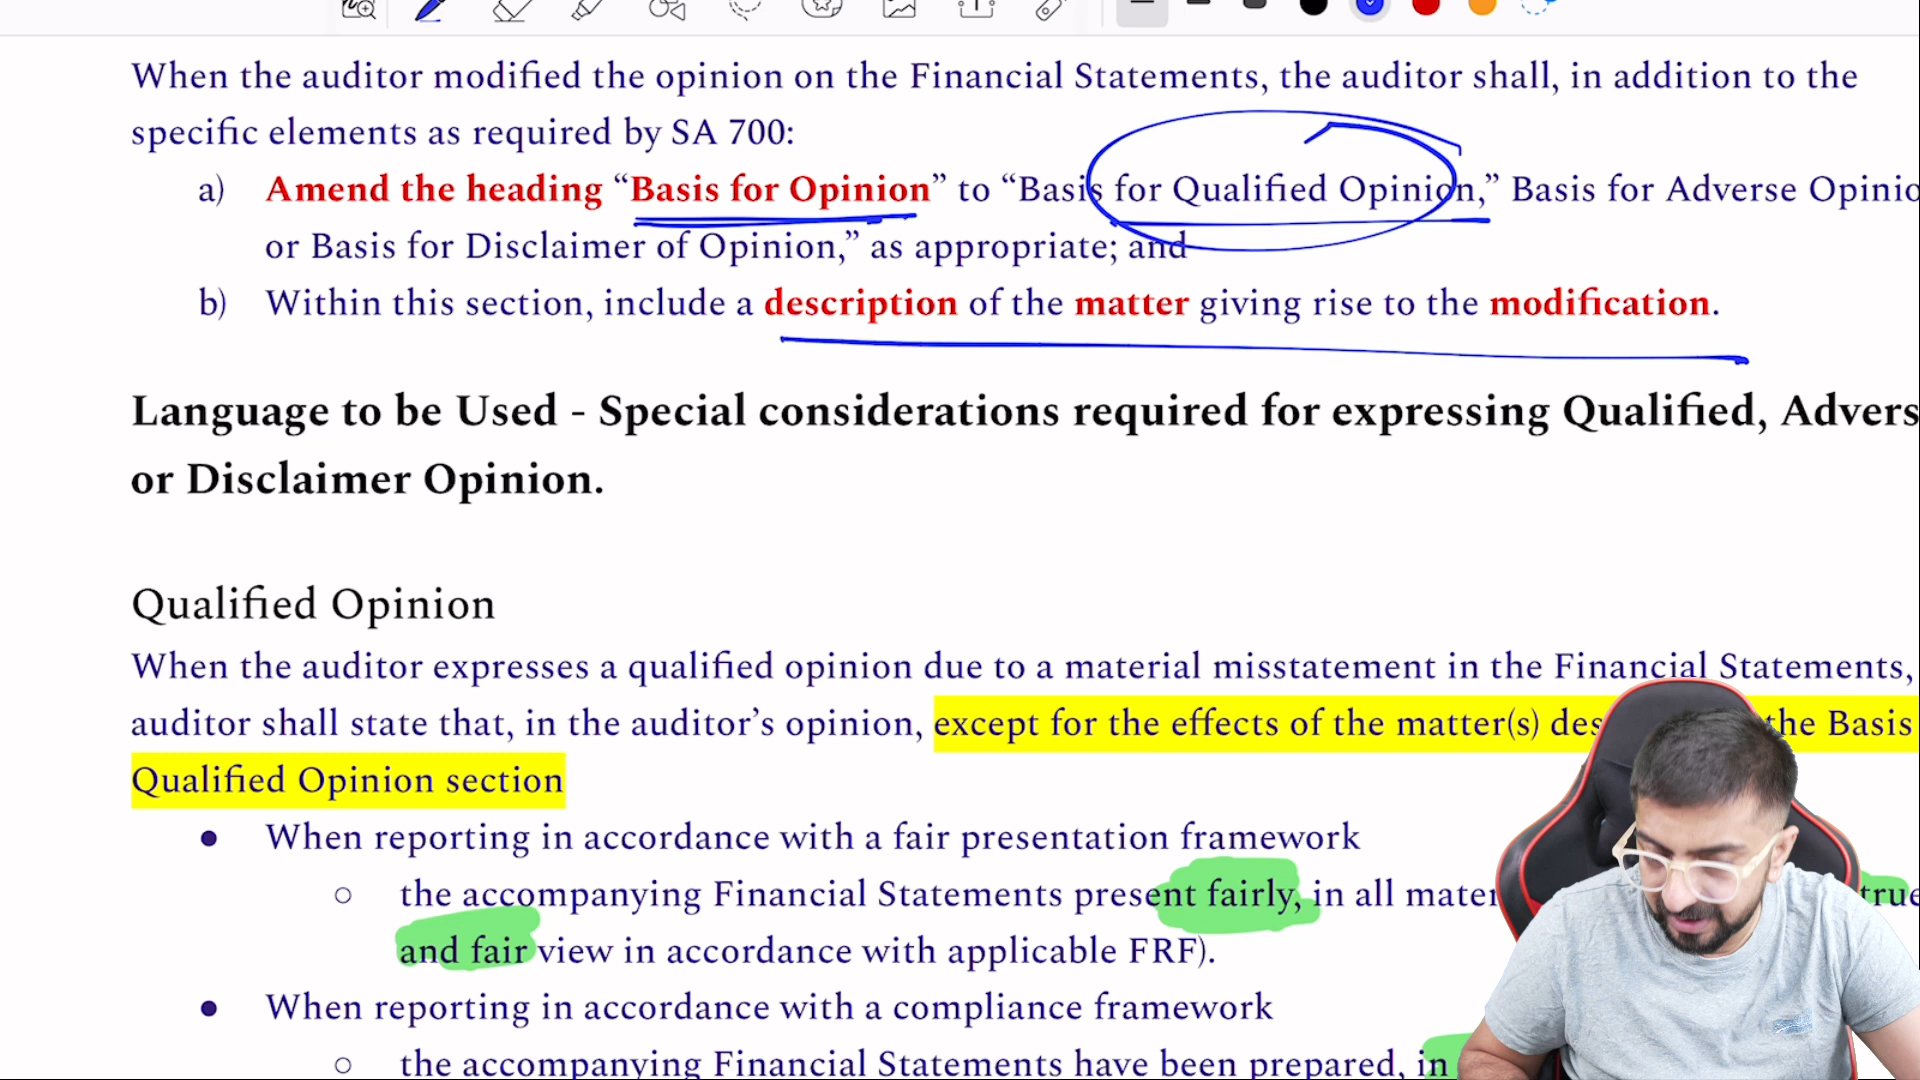 When the auditor modified the opinion on the Financial Statements, the auditor shall, in addition to the
specific elements as required by SA 700:
a) Amend the heading “Basis for Opinion” to “Basis for Qualified Opinion,” Basis for Adverse
or Basis for Disclaimer of Opinion,” as appropriate; and
b) Within this section, include a description of the matter giving rise to the modification.
Language to be Used - Special considerations required for expressing Qualified,
or Disclaimer Opinion.
Qualified Opinion
When the auditor expresses a qualified opinion due to a material misstatement in the Financial Statements,
auditor shall state that, in the auditor’s opinion, except for the effects of the matter(s) the Basis
Qualified Opinion section
● When reporting in accordance with a fair presentation framework
○ the accompanying Financial Statements present fairly, in all true
and fair view in accordance with applicable FRF).
● When reporting in accordance with a compliance framework
○ the accompanying Financial Statements have been prepared, in